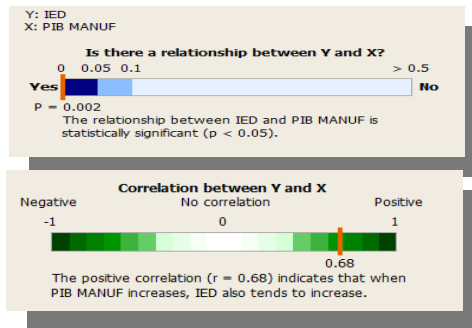 Y: IED
X: PIB MANUF
Is there a relationship between Y and X?
0 0.05 0.1 > 0.5
Yes No
P = 0.002
The relationship between IED and PIB MANUF is
statistically significant (p < 0.05).
Correlation between Y and X
Negative No correlation Positive
-1 0 1
0.68
The positive correlation (r = 0.68) indicates that when
PIB MANUF increases, IED also tends to increase.